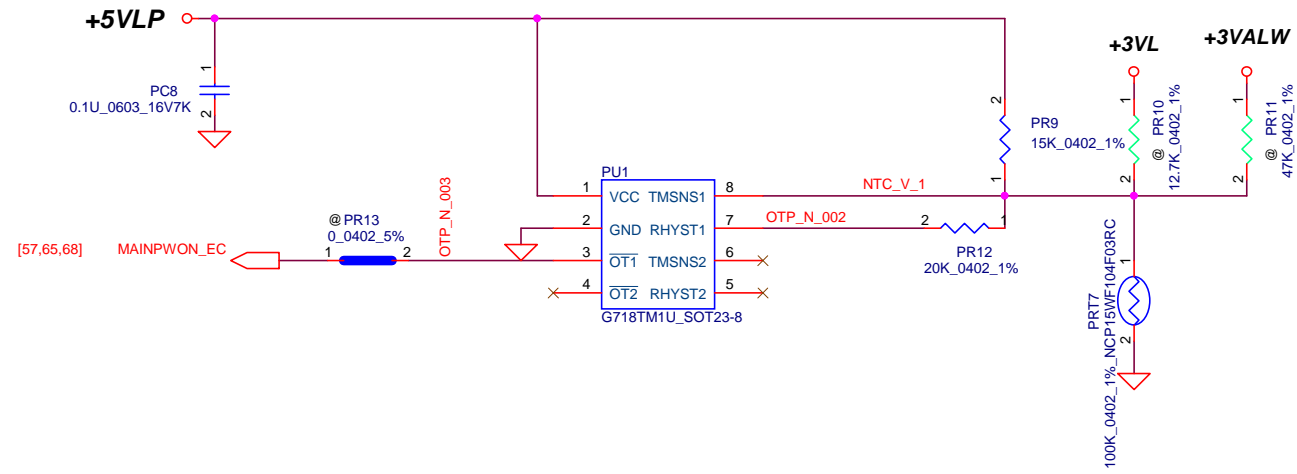 +5VLP
1
PC8
0.1U_0603_16V7K
2
+3VL
+3VALW
2
PR9
15K_0402_1%
1
1
@ PR10
12.7K_0402_1%
2
1
@ PR11
47K_0402_1%
2
PU1
1 VCC TMSNS1 8
NTC_V_1
2 GND RHYST1 7
OTP_N_002
2 1
PR12
20K_0402_1%
3 OT1 TMSNS2 6
4 OT2 RHYST2 5
G718TM1U_SOT23-8
OTP_N_003
@ PR13
0_0402_5%
1 2
[57,65,68] MAINPWON_EC
1
PRT7
100K_0402_1%_NCP15WF104F03RC
2